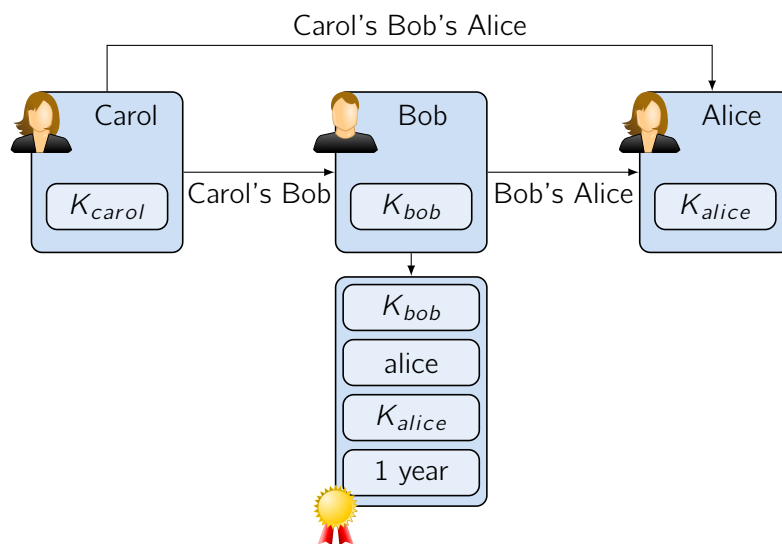 Carol's Bob's Alice
Carol
Bob
Alice
Carol's Bob
Bob's Alice
K_carol
K_bob
K_alice
K_bob
alice
K_alice
1 year